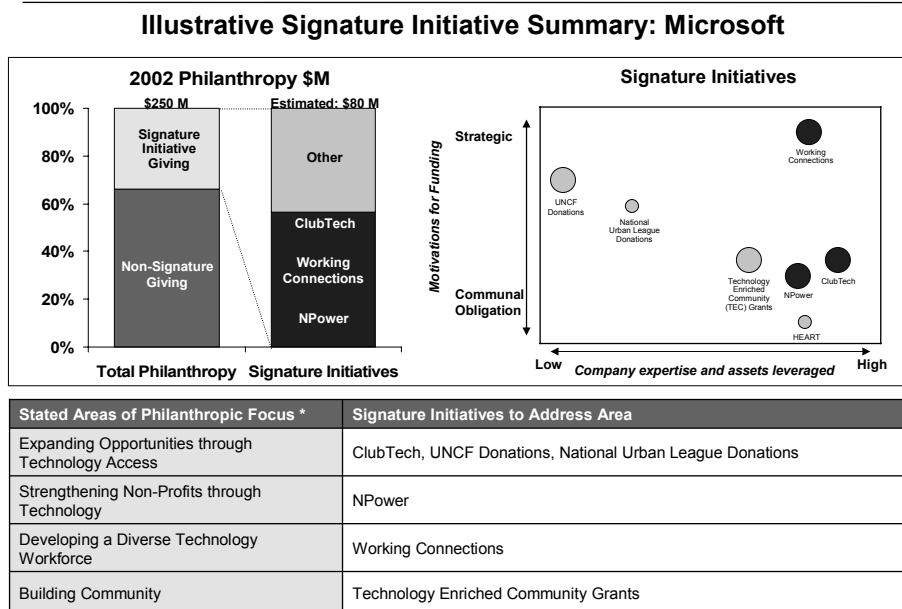 Illustrative Signature Initiative Summary: Microsoft
2002 Philanthropy $M
$250 M
Estimated: $80 M
100%
80%
60%
40%
20%
0%
Signature
Initiative
Giving
Non-Signature
Giving
Other
ClubTech
Working
Connections
NPower
Total Philanthropy
Signature Initiatives
Signature Initiatives
Motivations for Funding
Strategic
Communal
Obligation
Working
Connections
UNCF
Donations
National
Urban League
Donations
Technology
Enriched
Community
(TEC) Grants
NPower
ClubTech
HEART
Low
Company expertise and assets leveraged
High
Stated Areas of Philanthropic Focus *
Signature Initiatives to Address Area
Expanding Opportunities through
Technology Access
ClubTech, UNCF Donations, National Urban League Donations
Strengthening Non-Profits through
Technology
NPower
Developing a Diverse Technology
Workforce
Working Connections
Building Community
Technology Enriched Community Grants